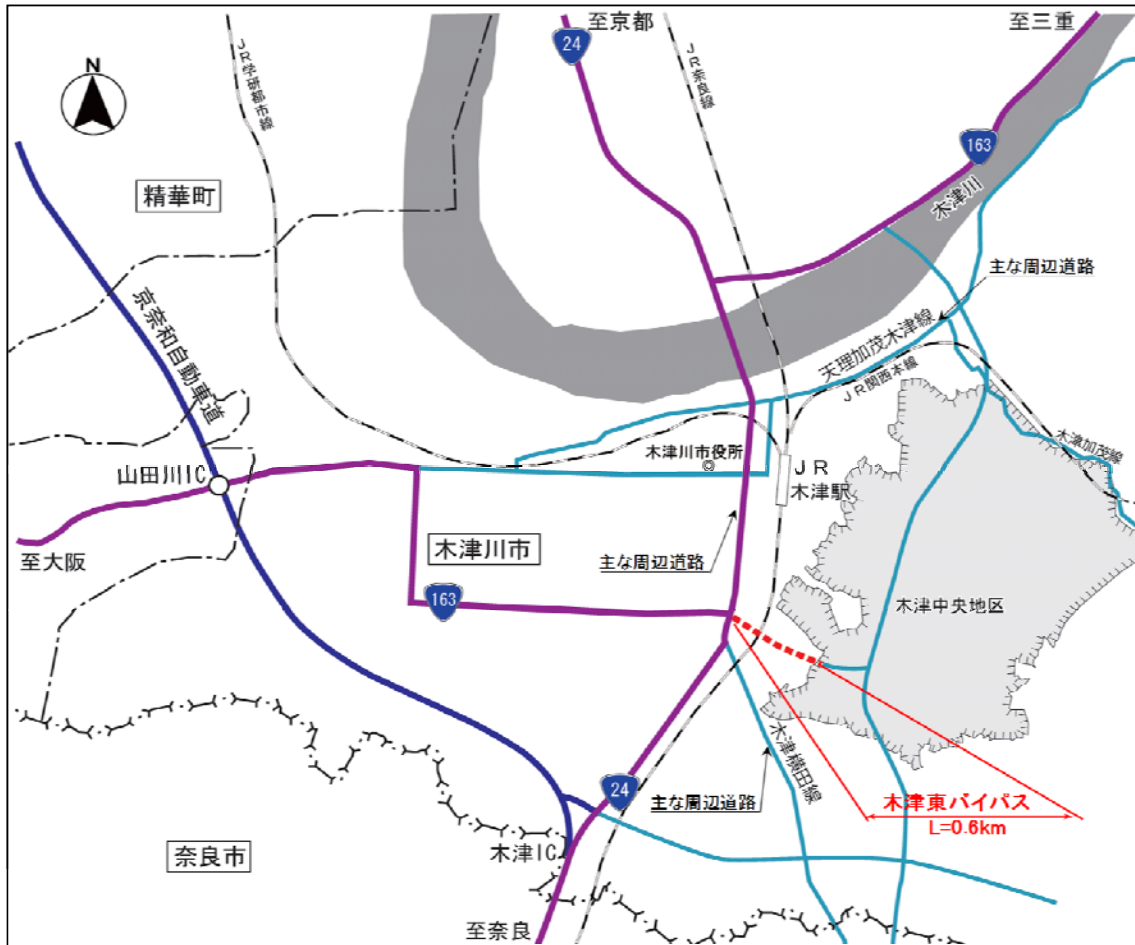 至京都
至三重
24
N
JR学研都市線
JR奈良線
163
精華町
木津川
主な周辺道路
京奈和自動車道
天理加茂木津線
JR関西本線
木津川市役所
JR
木津駅
木津加茂線
山田川IC
至大阪
木津川市
主な周辺道路
163
木津中央地区
木津横田線
24
主な周辺道路
木津東バイパス
L=0.6km
木津IC
奈良市
至奈良